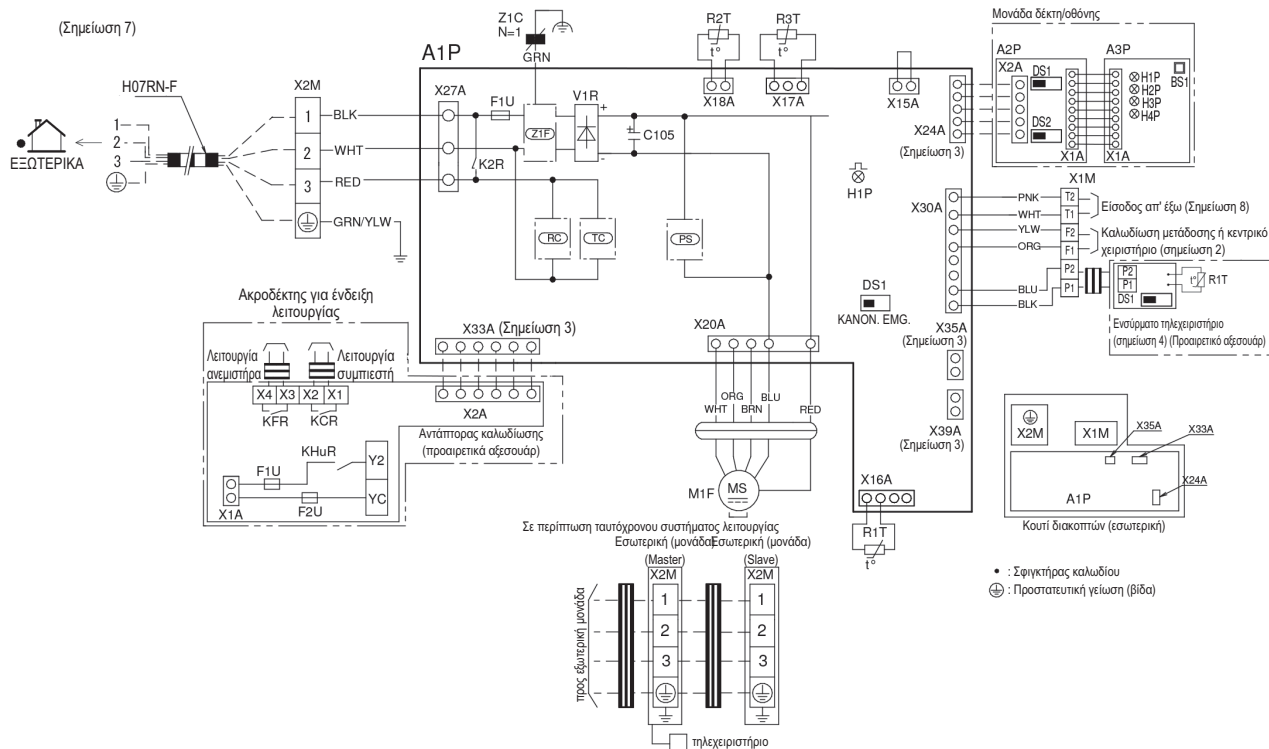 (Σημείωση 7)
Z1C
N=1
GRN
R2T
t°
R3T
t°
Μονάδα δέκτη/οθόνης
A1P
A2P
A3P
X2A
DS1
BS1
H1P
H2P
H3P
H4P
DS2
X1A
X1A
H07RN-F
X2M
X27A
F1U
V1R
X18A
X17A
X15A
X24A
(Σημείωση 3)
1
2
3
ΕΞΩΤΕΡΙΚΑ
1
BLK
2
WHT
3
RED
GRN/YLW
Z1F
+
-
+
C105
K2R
H1P
RC
TC
PS
X30A
X1M
PNK
T2
WHT
T1
Είσοδος απ' έξω (Σημείωση 8)
YLW
F2
Καλωδίωση μετάδοσης ή κεντρικό
ORG
F1
χειριστήριο (σημείωση 2)
BLU
P2
BLK
P1
P2
P1
t°
R1T
DS1
Ενσύρματο τηλεχειριστήριο
(σημείωση 4) (Προαιρετικό αξεσουάρ)
DS1
KANON. EMG.
X35A
(Σημείωση 3)
X39A
(Σημείωση 3)
Ακροδέκτης για ένδειξη
λειτουργίας
X33A (Σημείωση 3)
X20A
Λειτουργία
ανεμιστήρα
Λειτουργία
συμπιεστή
X4
X3
X2
X1
KFR
KCR
X2A
Αντάπτορας καλωδίωσης
(προαιρετικά αξεσουάρ)
KHuR
Y2
F1U
YC
X1A
F2U
WHT
ORG
BRN
BLU
RED
M1F
MS
X16A
R1T
t°
X2M
X1M
X35A
X33A
X24A
A1P
Κουτί διακοπτών (εσωτερική)
Σε περίπτωση ταυτόχρονου συστήματος λειτουργίας
Εσωτερική (μονάδα)
Εσωτερική (μονάδα)
(Master)
(Slave)
X2M
X2M
1
1
2
2
3
3
προς εξωτερική μονάδα
τηλεχειριστήριο
• : Σφιγκτήρας καλωδίου
: Προστατευτική γείωση (βίδα)